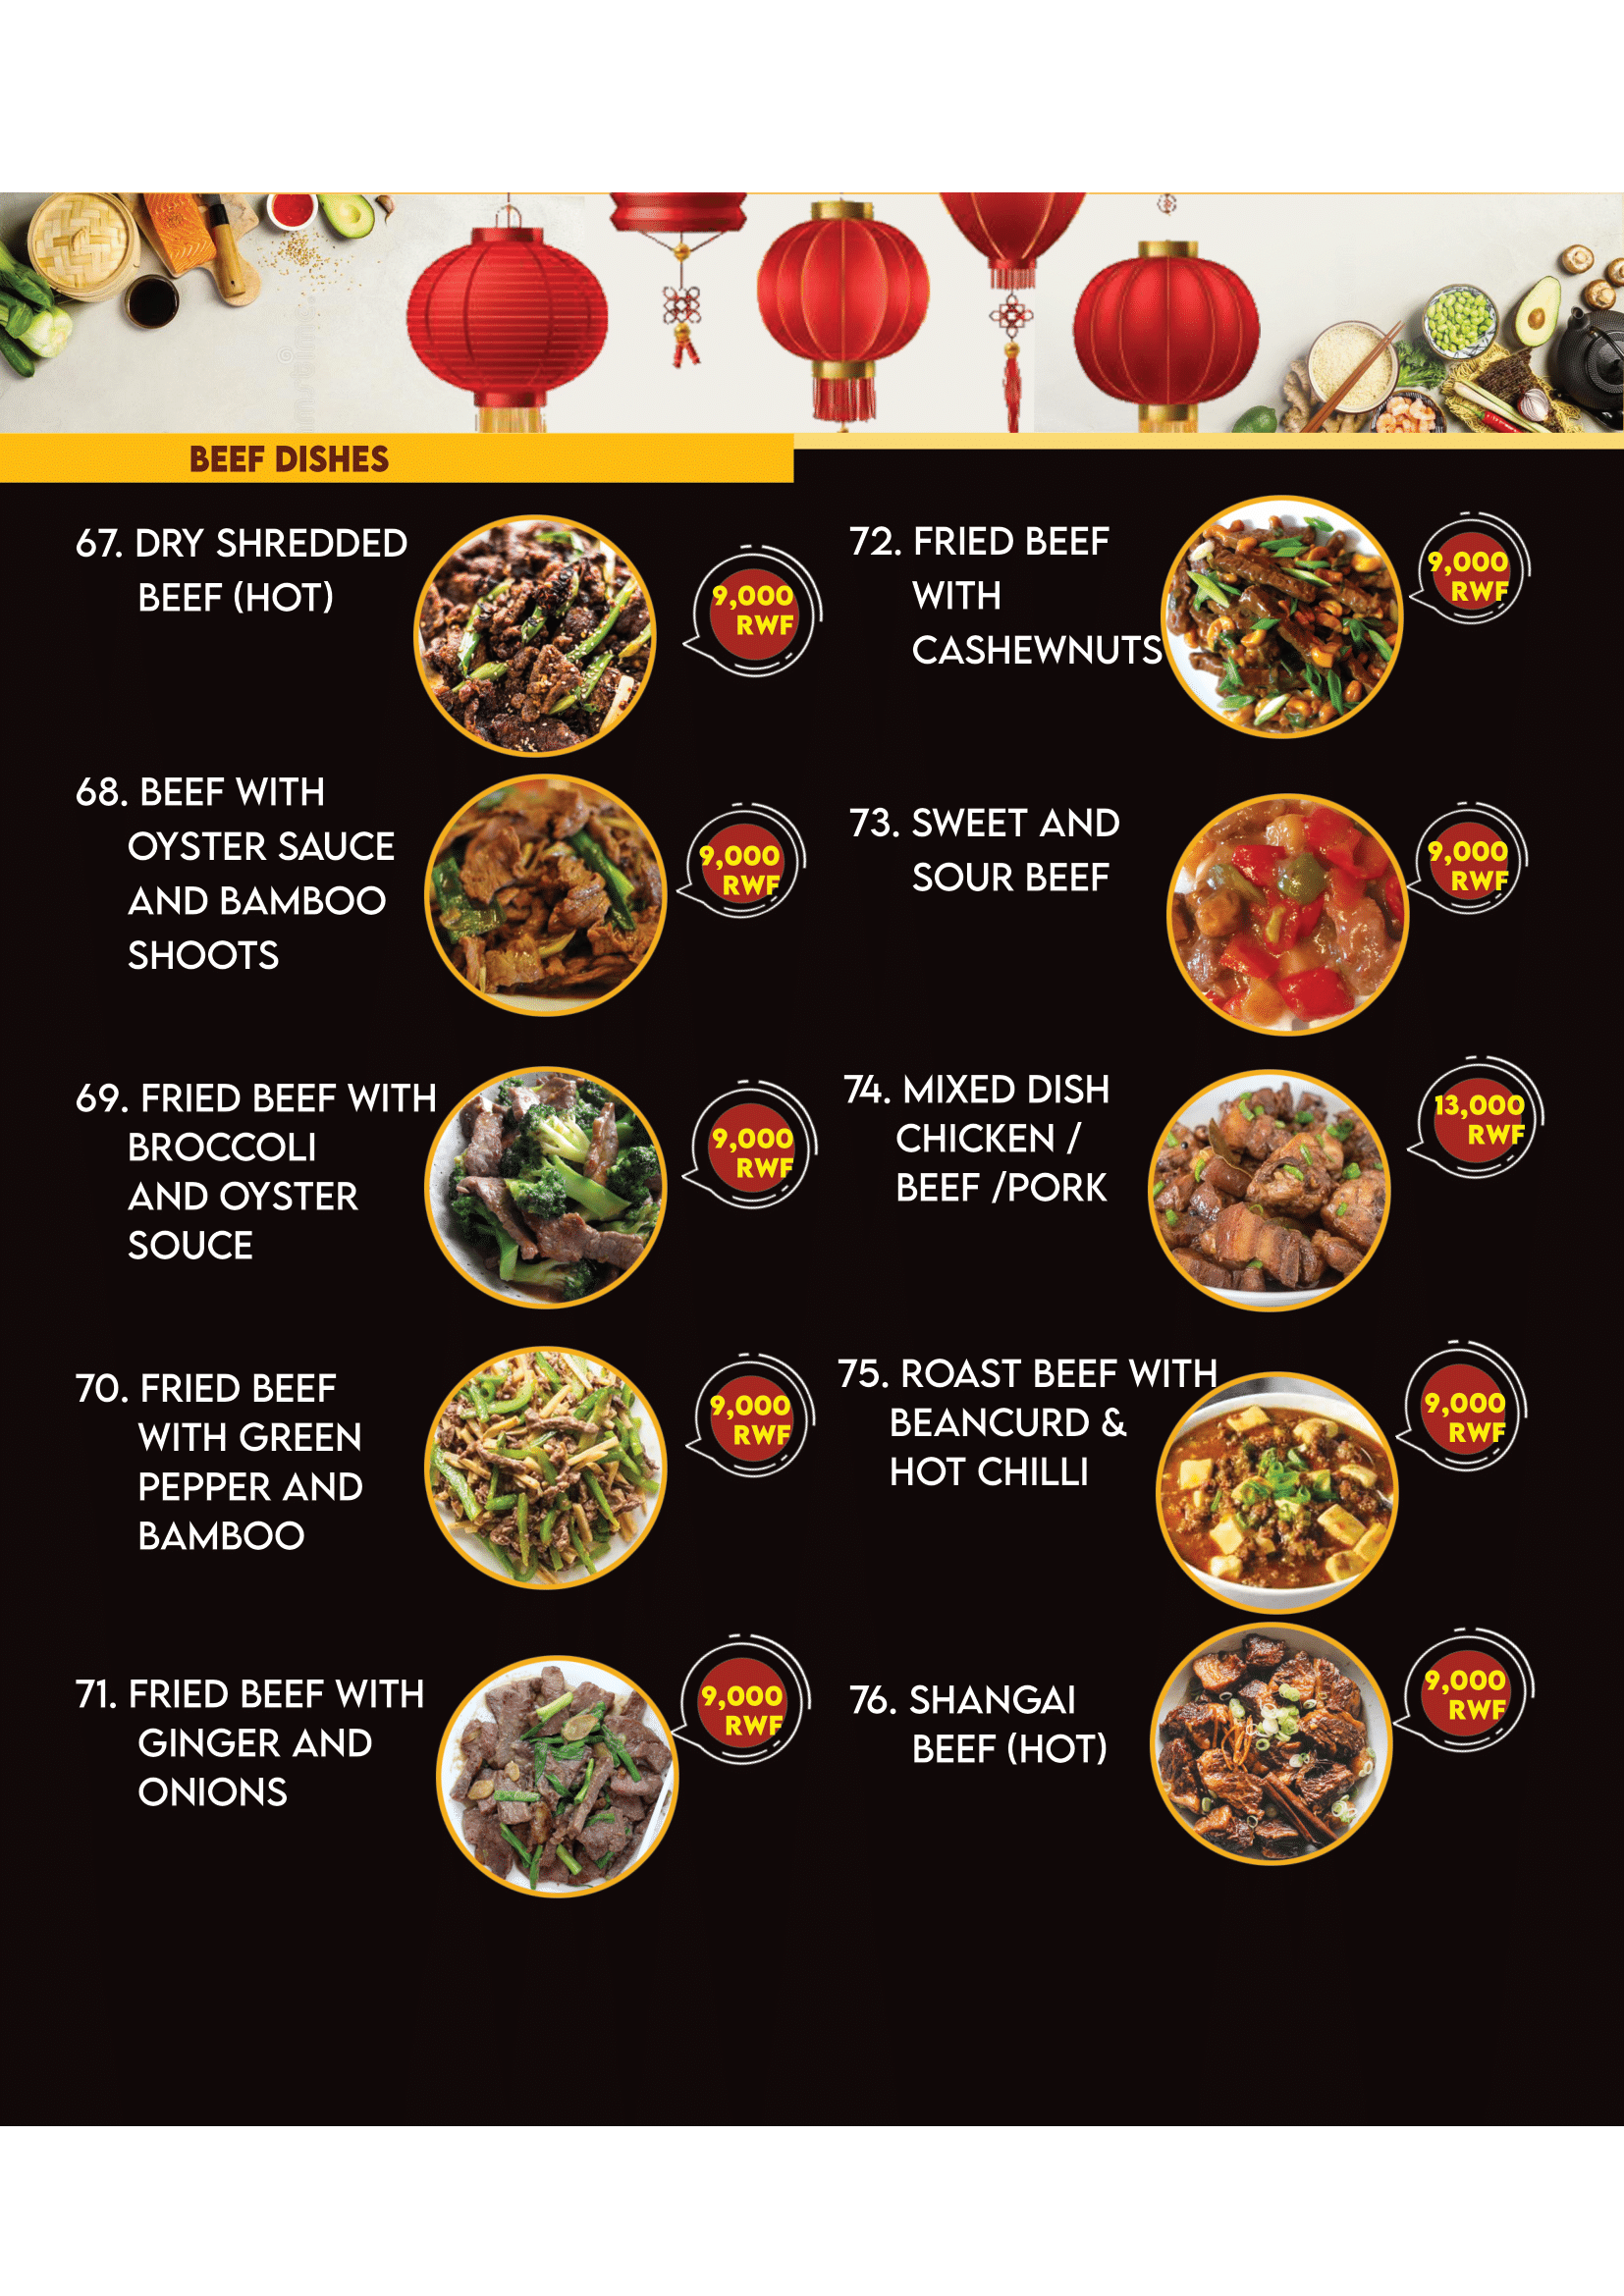 BEEF DISHES
67. DRY SHREDDED
BEEF (HOT)
9,000
RWF
68. BEEF WITH
OYSTER SAUCE
AND BAMBOO
SHOOTS
9,000
RWF
69. FRIED BEEF WITH
BROCCOLI
AND OYSTER
SOUCE
9,000
RWF
70. FRIED BEEF
WITH GREEN
PEPPER AND
BAMBOO
9,000
RWF
71. FRIED BEEF WITH
GINGER AND
ONIONS
9,000
RWF
72. FRIED BEEF
WITH
CASHEWNUTS
9,000
RWF
73. SWEET AND
SOUR BEEF
9,000
RWF
74. MIXED DISH
CHICKEN /
BEEF /PORK
13,000
RWF
75. ROAST BEEF WITH
BEANCURD &
HOT CHILLI
9,000
RWF
76. SHANGAI
BEEF (HOT)
9,000
RWF